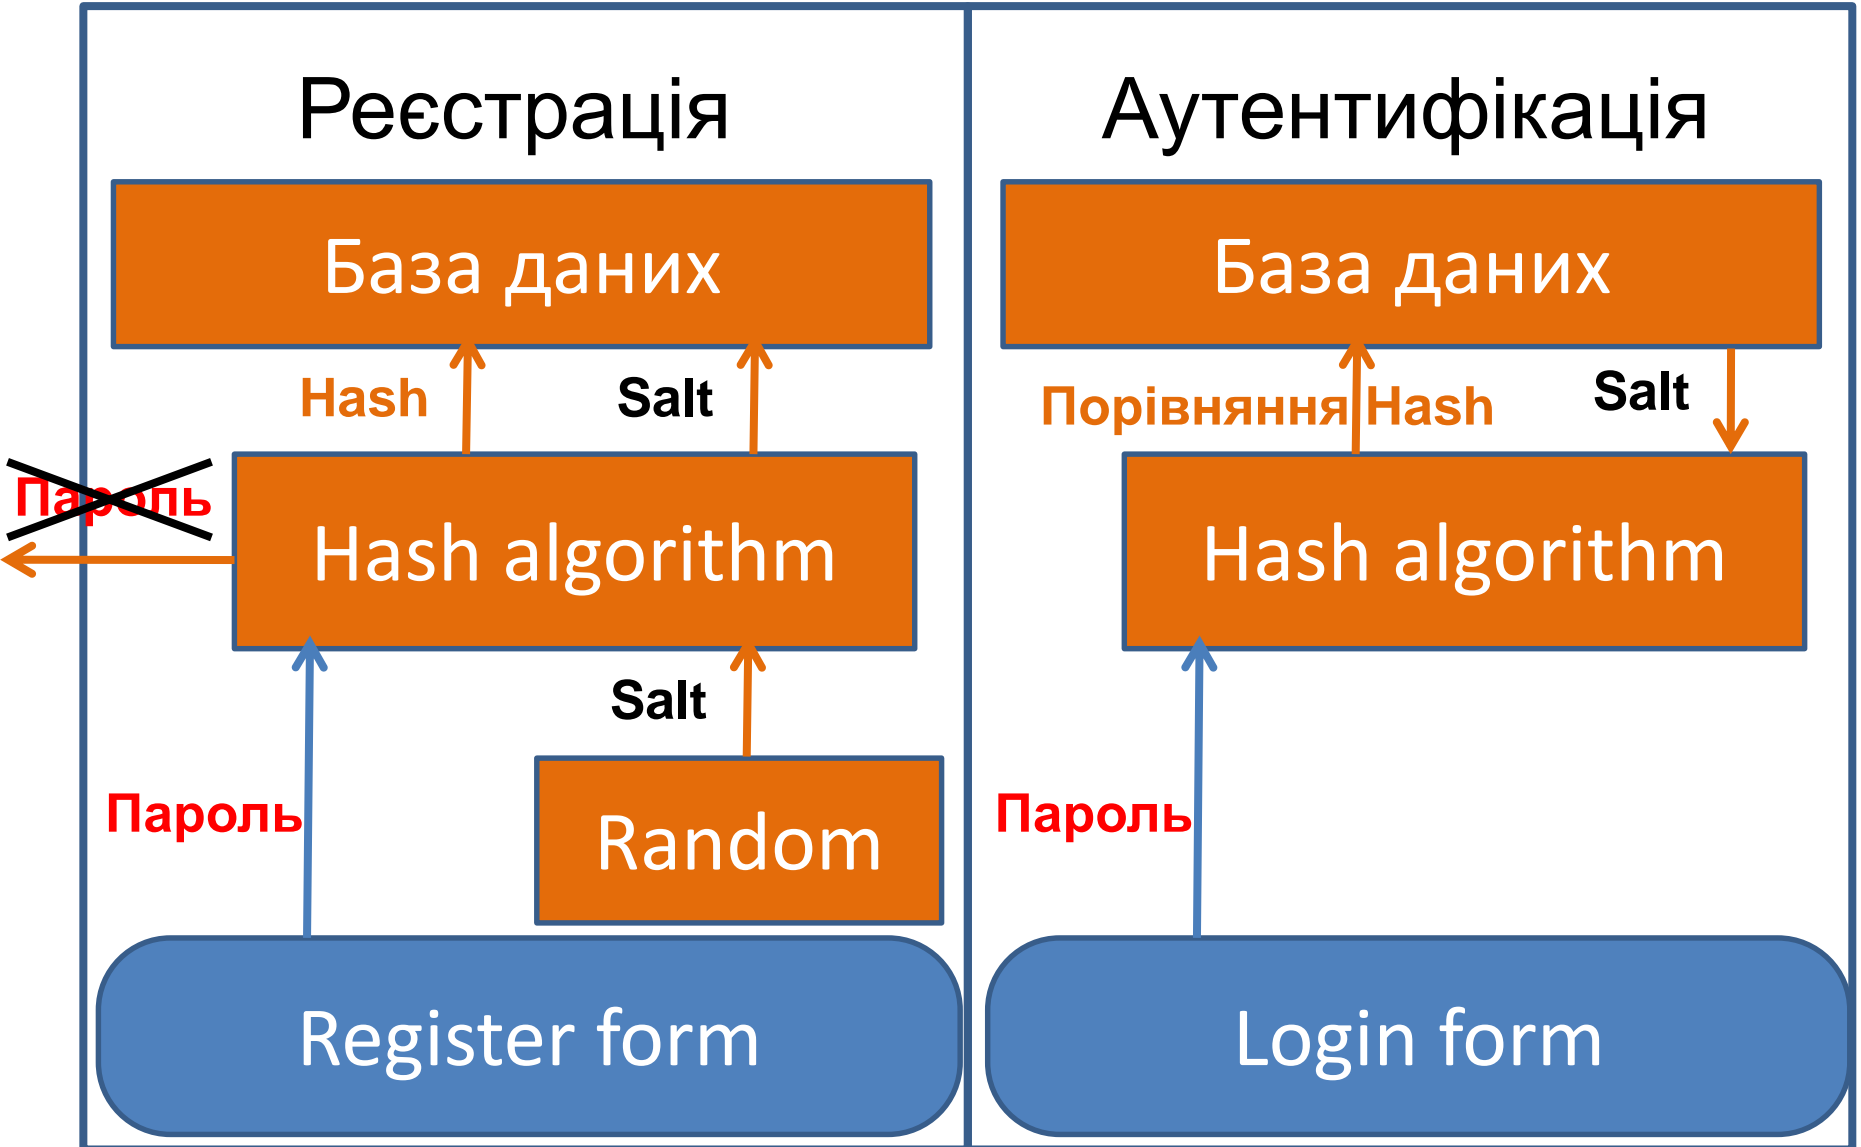 Реєстрація
База даних
Hash
Salt
Пароль
Hash algorithm
Salt
Пароль
Random
Register form
Аутентифікація
База даних
Порівняння Hash
Salt
Hash algorithm
Пароль
Login form